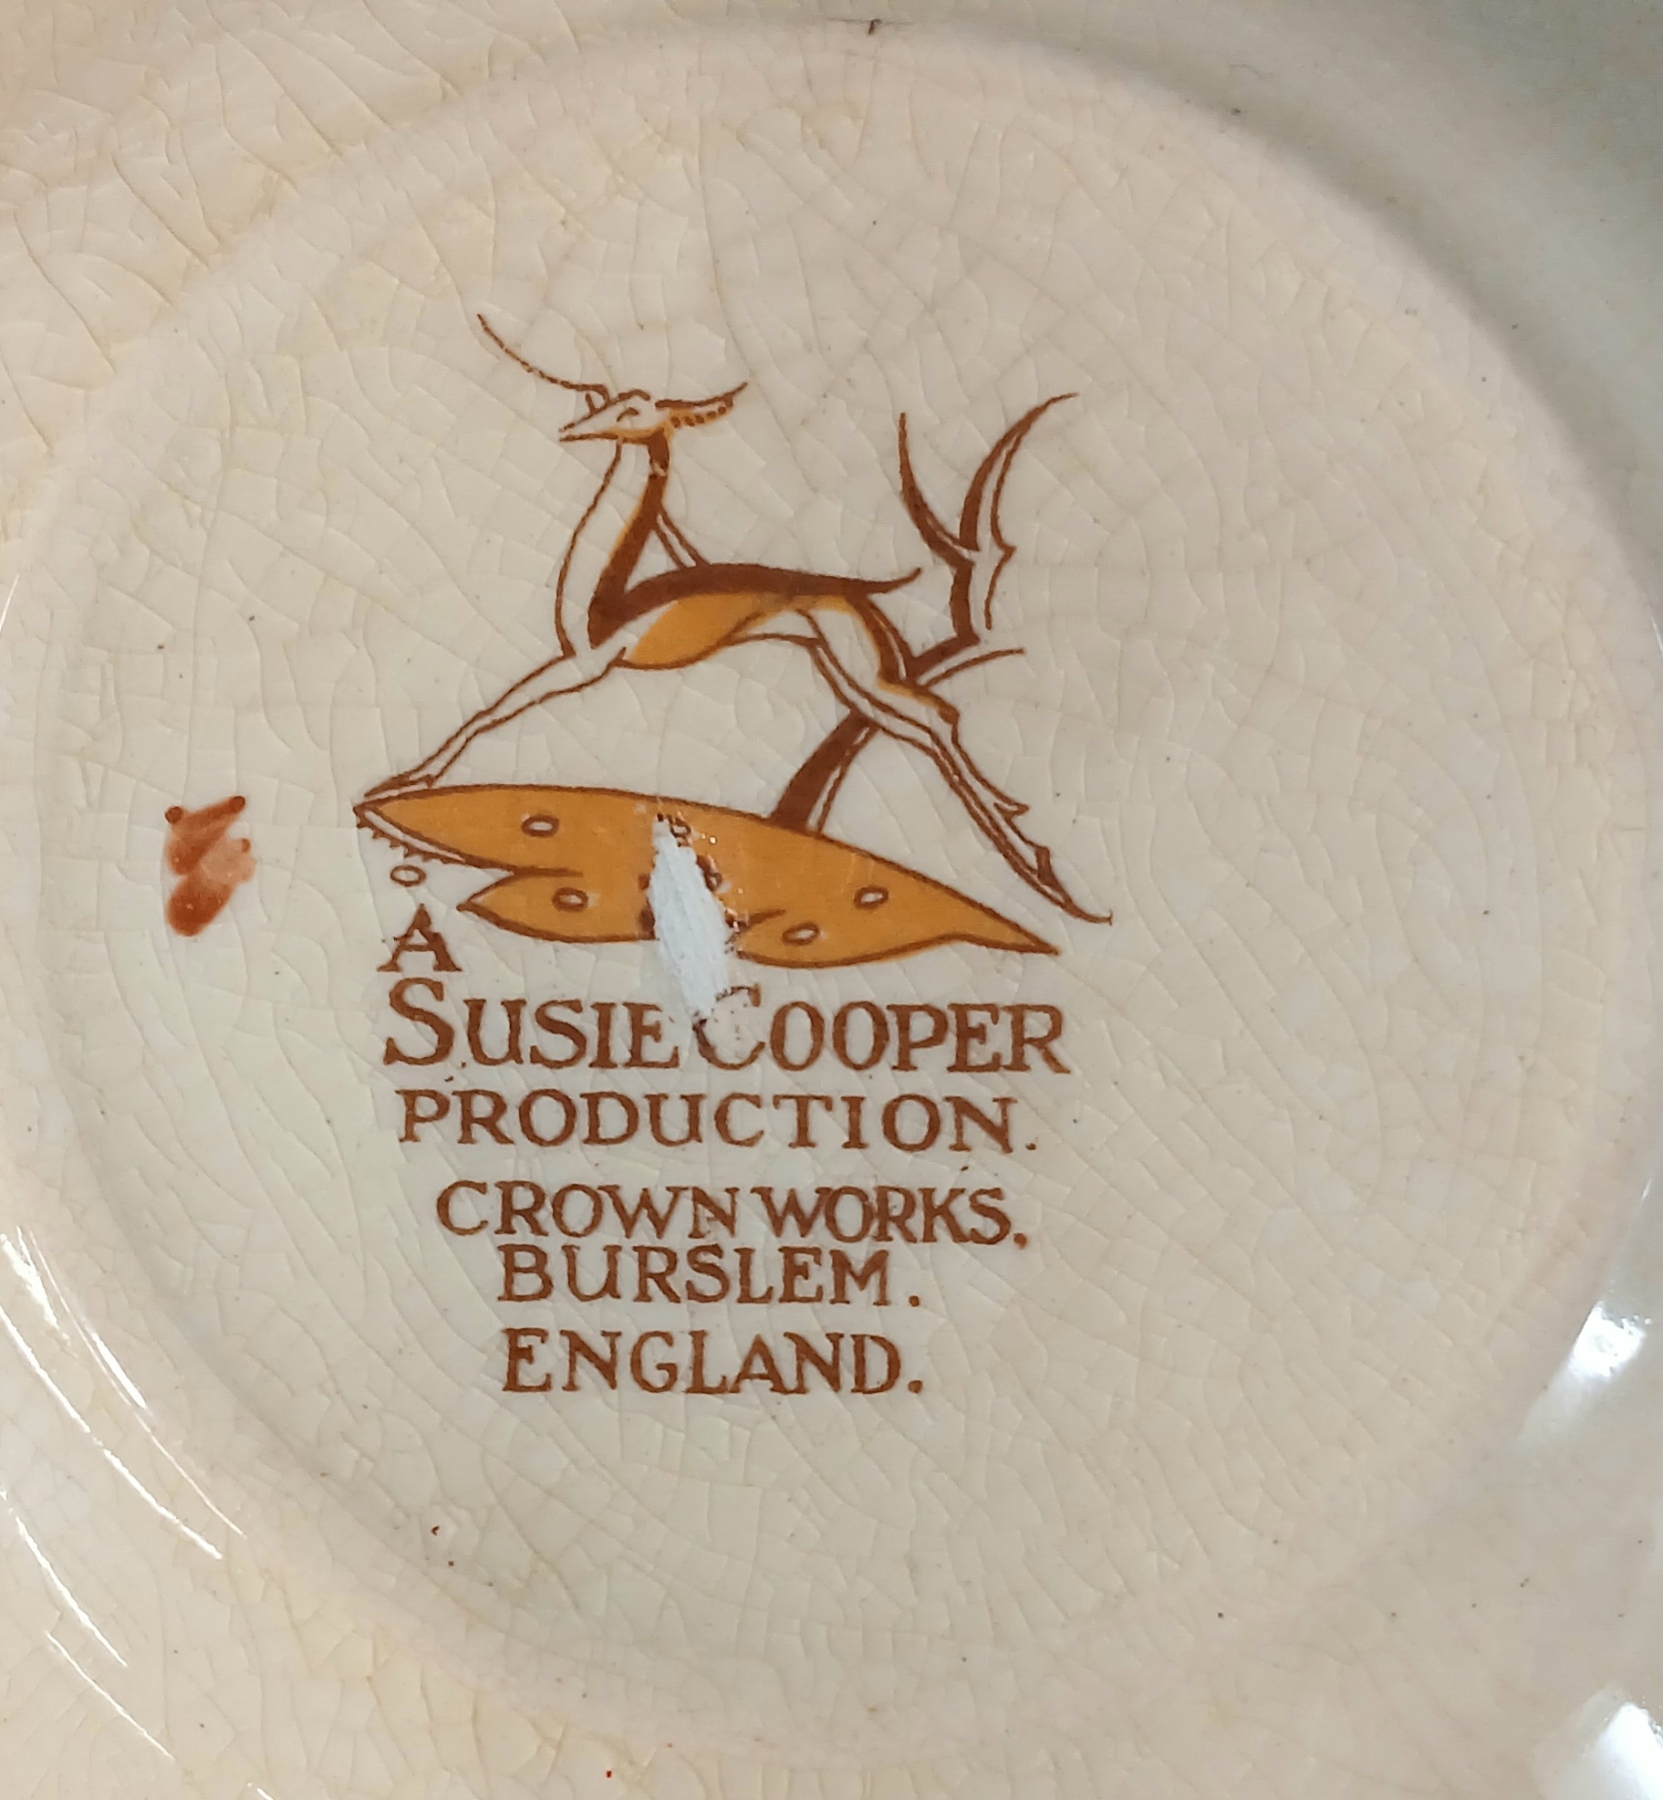 A
SUSIE COOPER
PRODUCTION.
CROWN WORKS.
BURSLEM.
ENGLAND.